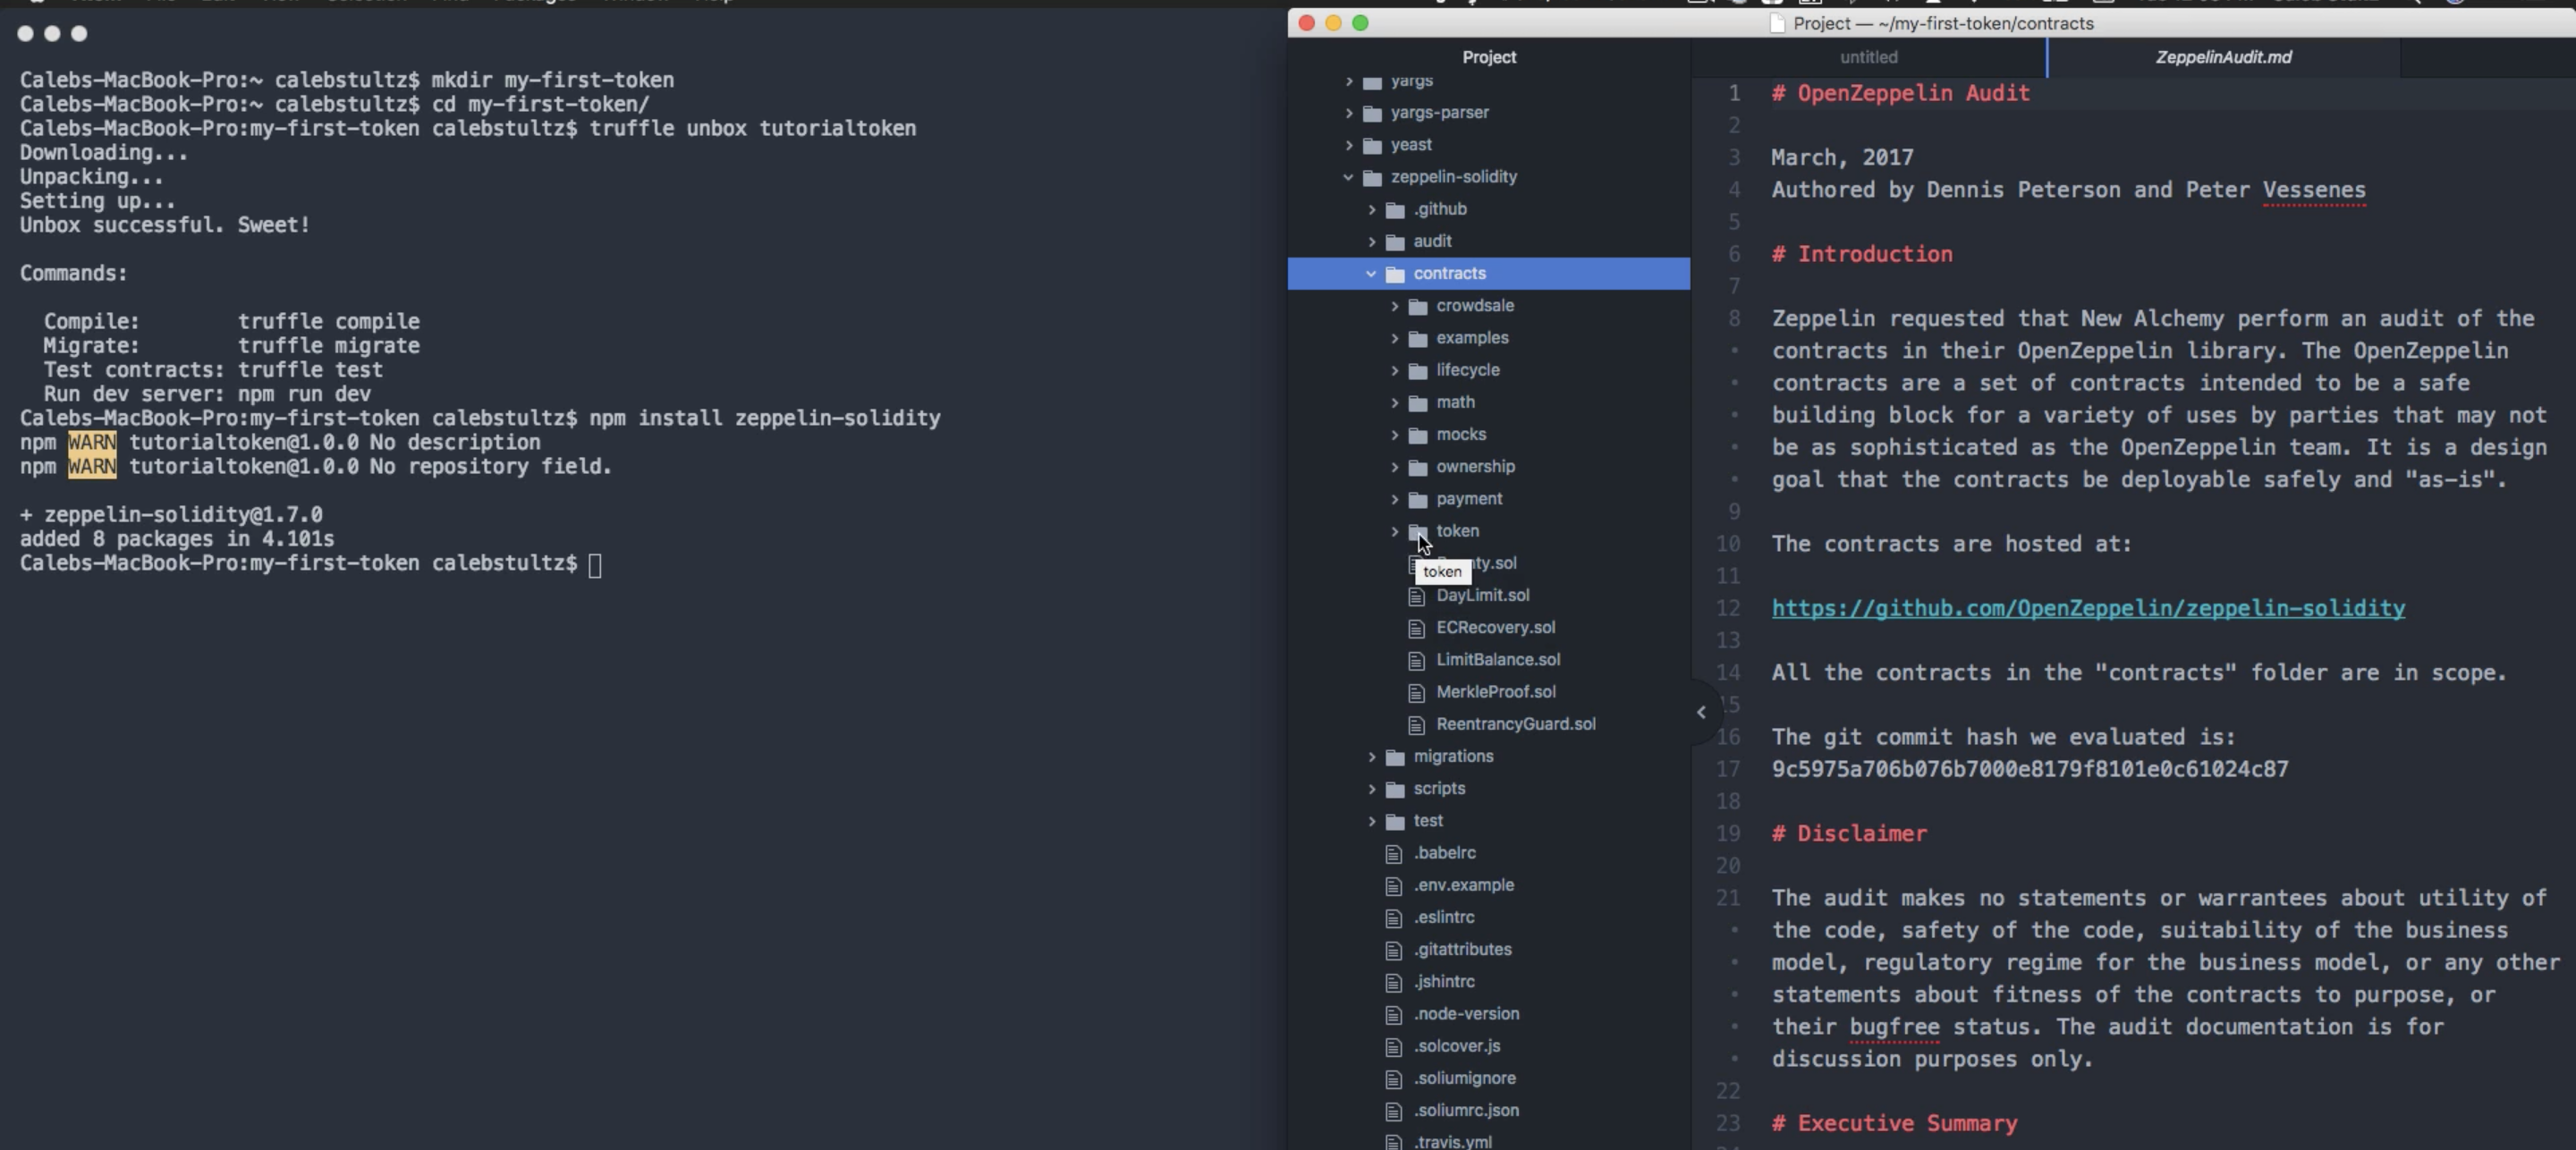 Calebs-MacBook-Pro:~ calebstultz$ mkdir my-first-token
Calebs-MacBook-Pro:~ calebstultz$ cd my-first-token/
Calebs-MacBook-Pro:my-first-token calebstultz$ truffle unbox tutorialtoken
Downloading...
Unpacking...
Setting up...
Unbox successful. Sweet!
Commands:
Compile: truffle compile
Migrate: truffle migrate
Test contracts: truffle test
Run dev server: npm run dev
Calebs-MacBook-Pro:my-first-token calebstultz$ npm install zeppelin-solidity
npm WARN tutorialtoken@1.0.0 No description
npm WARN tutorialtoken@1.0.0 No repository field.
+ zeppelin-solidity@1.7.0
added 8 packages in 4.101s
Calebs-MacBook-Pro:my-first-token calebstultz$
Project — ~/my-first-token/contracts
Project
yargs
yargs-parser
yeast
zeppelin-solidity
.github
audit
contracts
crowdsale
examples
lifecycle
math
mocks
ownership
payment
token
token
DayLimit.sol
ECRecovery.sol
LimitBalance.sol
MerkleProof.sol
ReentrancyGuard.sol
migrations
scripts
test
.babelrc
.env.example
.eslintrc
.gitattributes
.jshintrc
.node-version
.solcover.js
.soliumignore
.soliumrc.json
.travis.yml
untitled
ZeppelinAudit.md
1 # OpenZeppelin Audit
2
3 March, 2017
4 Authored by Dennis Peterson and Peter Vessenes
5
6 # Introduction
7
8 Zeppelin requested that New Alchemy perform an audit of the
• contracts in their OpenZeppelin library. The OpenZeppelin
• contracts are a set of contracts intended to be a safe
• building block for a variety of uses by parties that may not
• be as sophisticated as the OpenZeppelin team. It is a design
• goal that the contracts be deployable safely and "as-is".
9
10 The contracts are hosted at:
11
12 https://github.com/OpenZeppelin/zeppelin-solidity
13
14 All the contracts in the "contracts" folder are in scope.
15
16 The git commit hash we evaluated is:
17 9c5975a706b076b7000e8179f8101e0c61024c87
18
19 # Disclaimer
20
21 The audit makes no statements or warrantees about utility of
• the code, safety of the code, suitability of the business
• model, regulatory regime for the business model, or any other
• statements about fitness of the contracts to purpose, or
• their bugfree status. The audit documentation is for
• discussion purposes only.
22
23 # Executive Summary